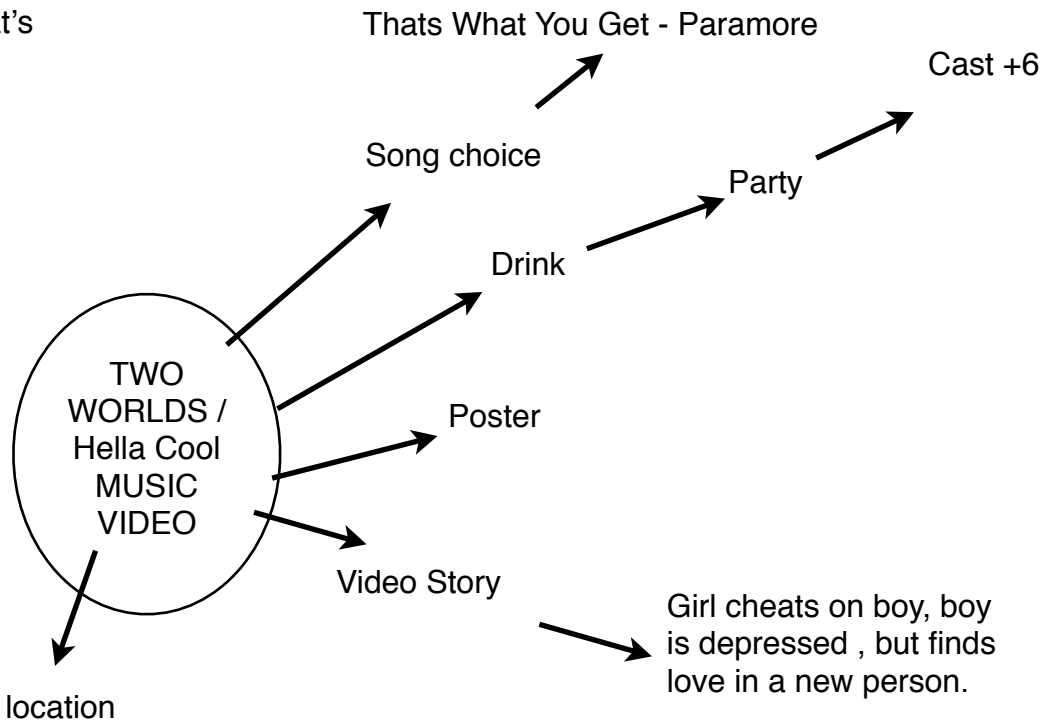 t's
Thats What You Get - Paramore
Cast +6
Song choice
Party
Drink
TWO
WORLDS /
Hella Cool
MUSIC
VIDEO
Poster
Video Story
Girl cheats on boy, boy
is depressed , but finds
love in a new person.
location